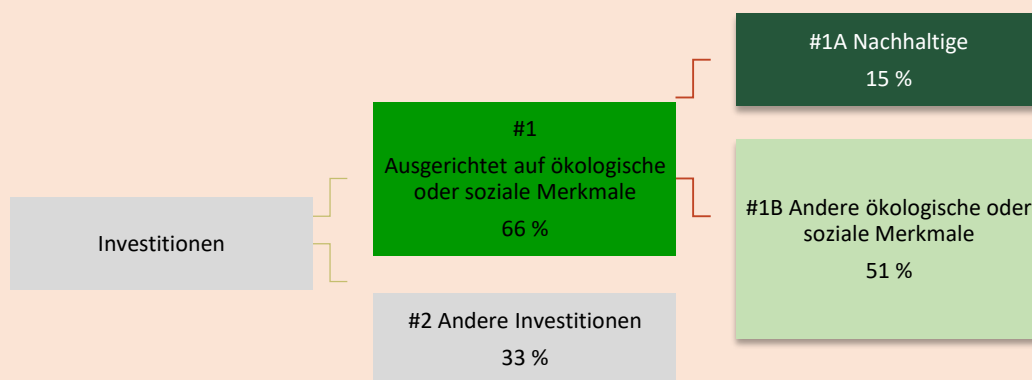 Investitionen
#1
Ausgerichtet auf ökologische
oder soziale Merkmale
66 %
#2 Andere Investitionen
33 %
#1A Nachhaltige
15 %
#1B Andere ökologische oder
soziale Merkmale
51 %